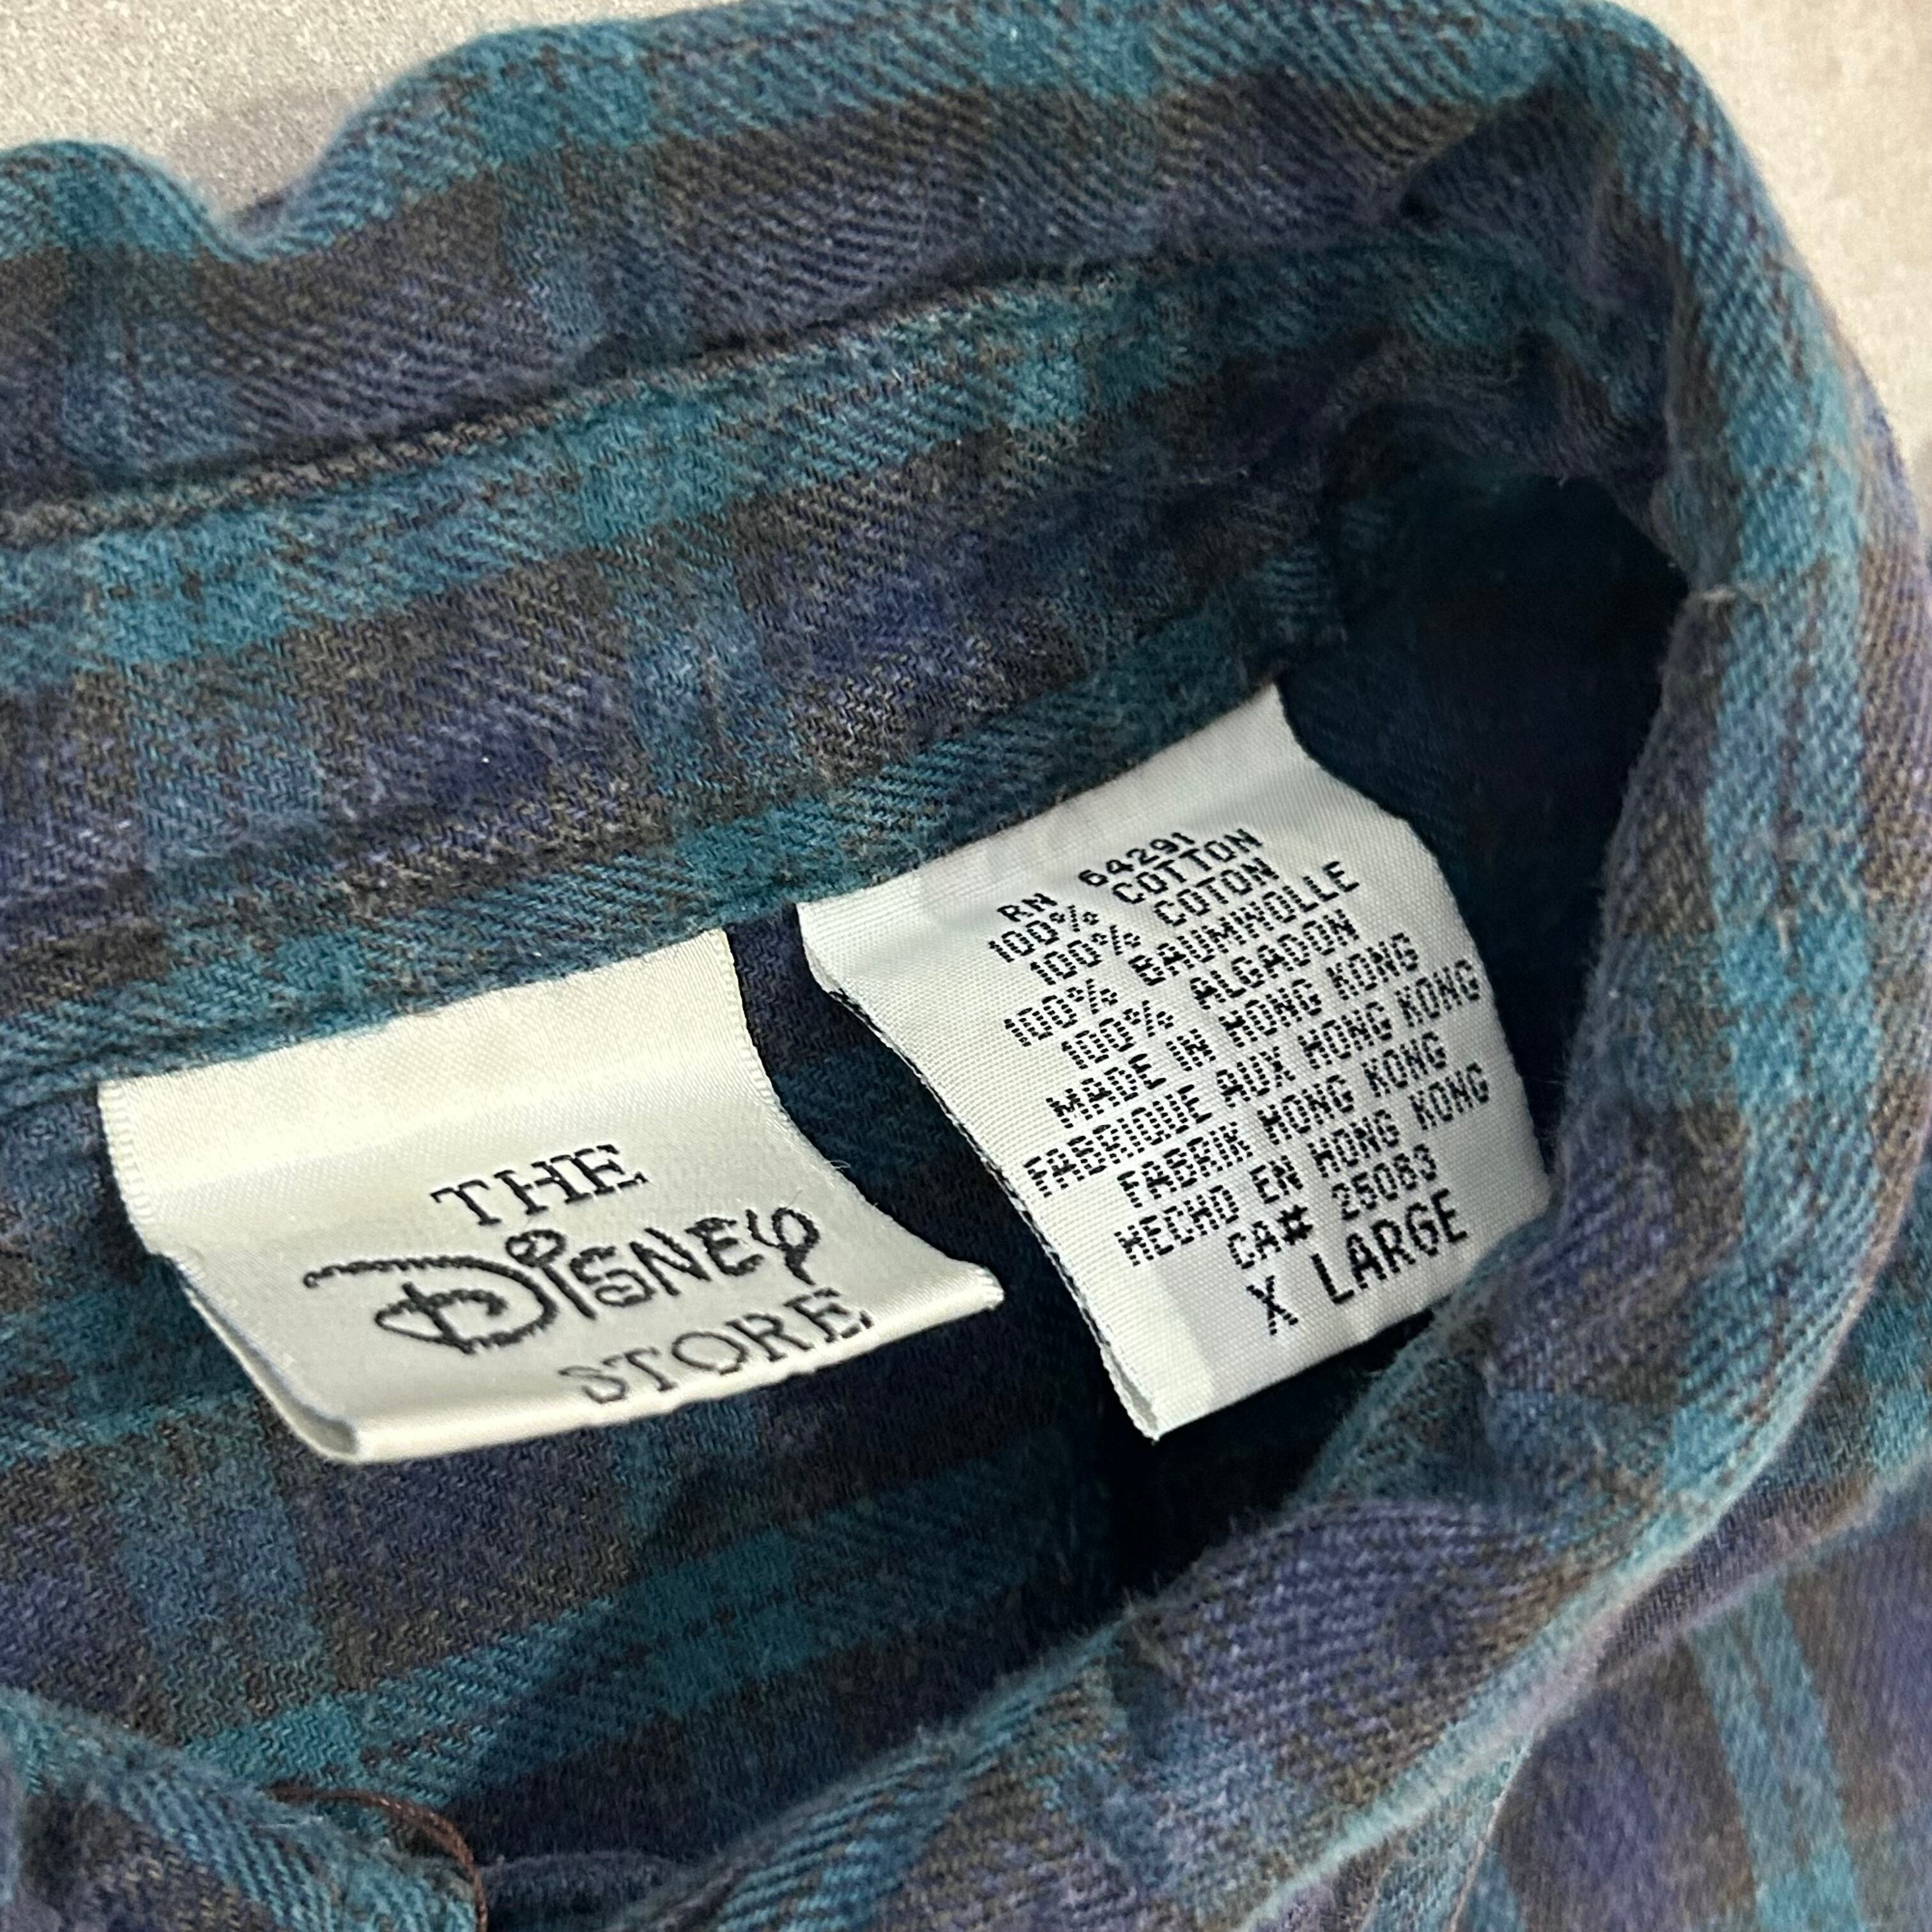 THE
Disney
STORE
RN 64291
100% COTTON
100% COTON
100% BAUMWOLLE
100% ALGADON
MADE IN HONG KONG
FABRIQUE AUX HONG KONG
FABRIK HONG KONG
HECHO EN HONG KONG
CA# 25083
X LARGE